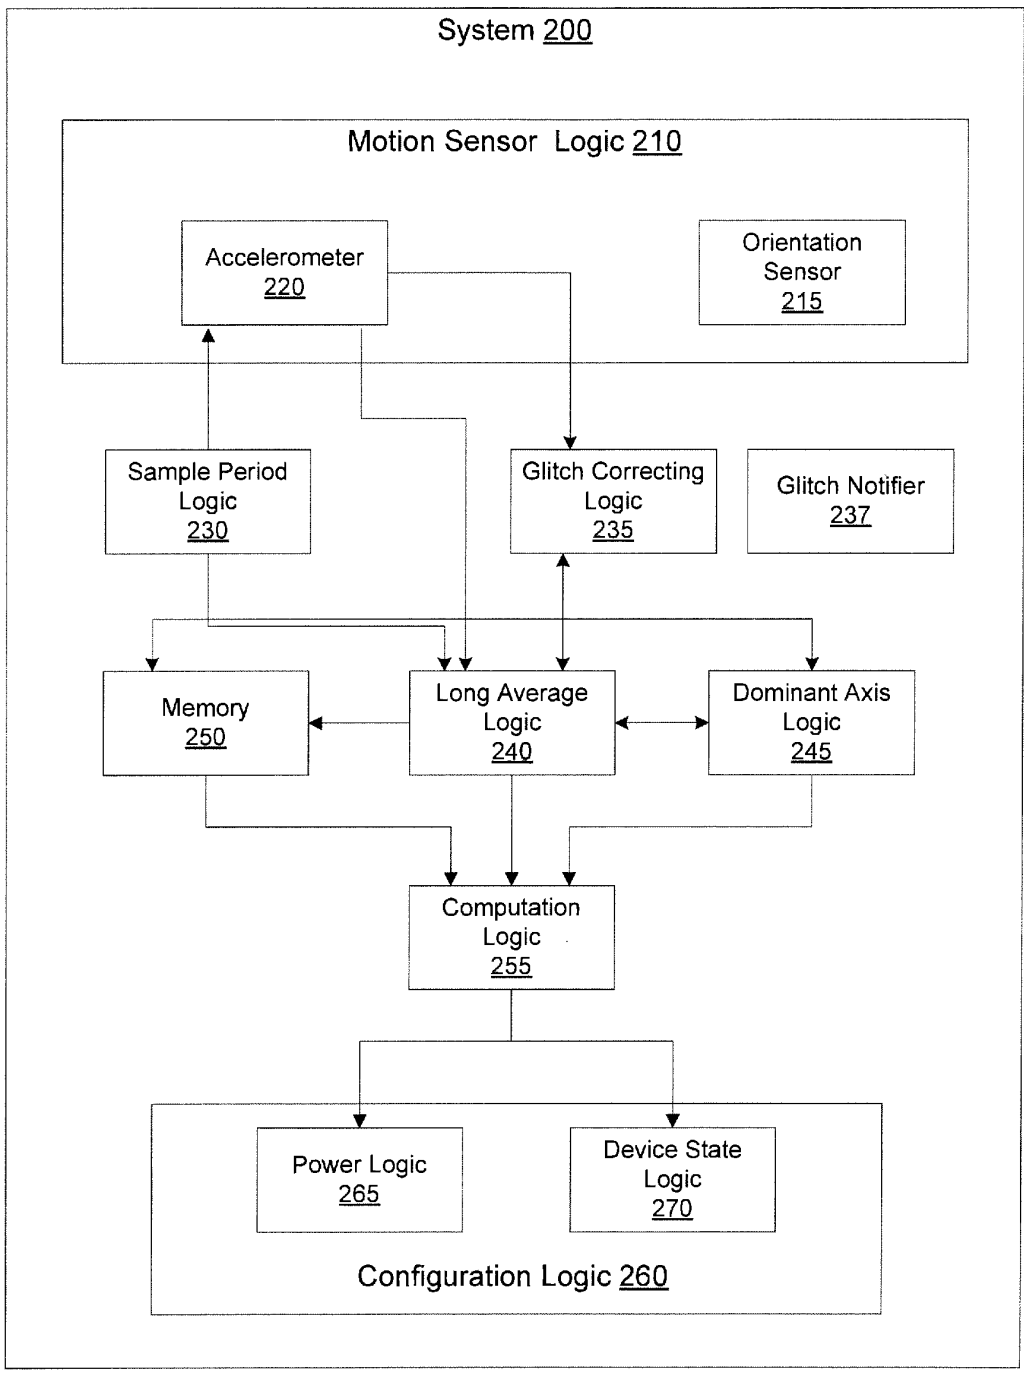 System 200
Motion Sensor Logic 210
Accelerometer
220
Orientation
Sensor
215
Sample Period
Logic
230
Glitch Correcting
Logic
235
Glitch Notifier
237
Memory
250
Long Average
Logic
240
Dominant Axis
Logic
245
Computation
Logic
255
Power Logic
265
Device State
Logic
270
Configuration Logic 260